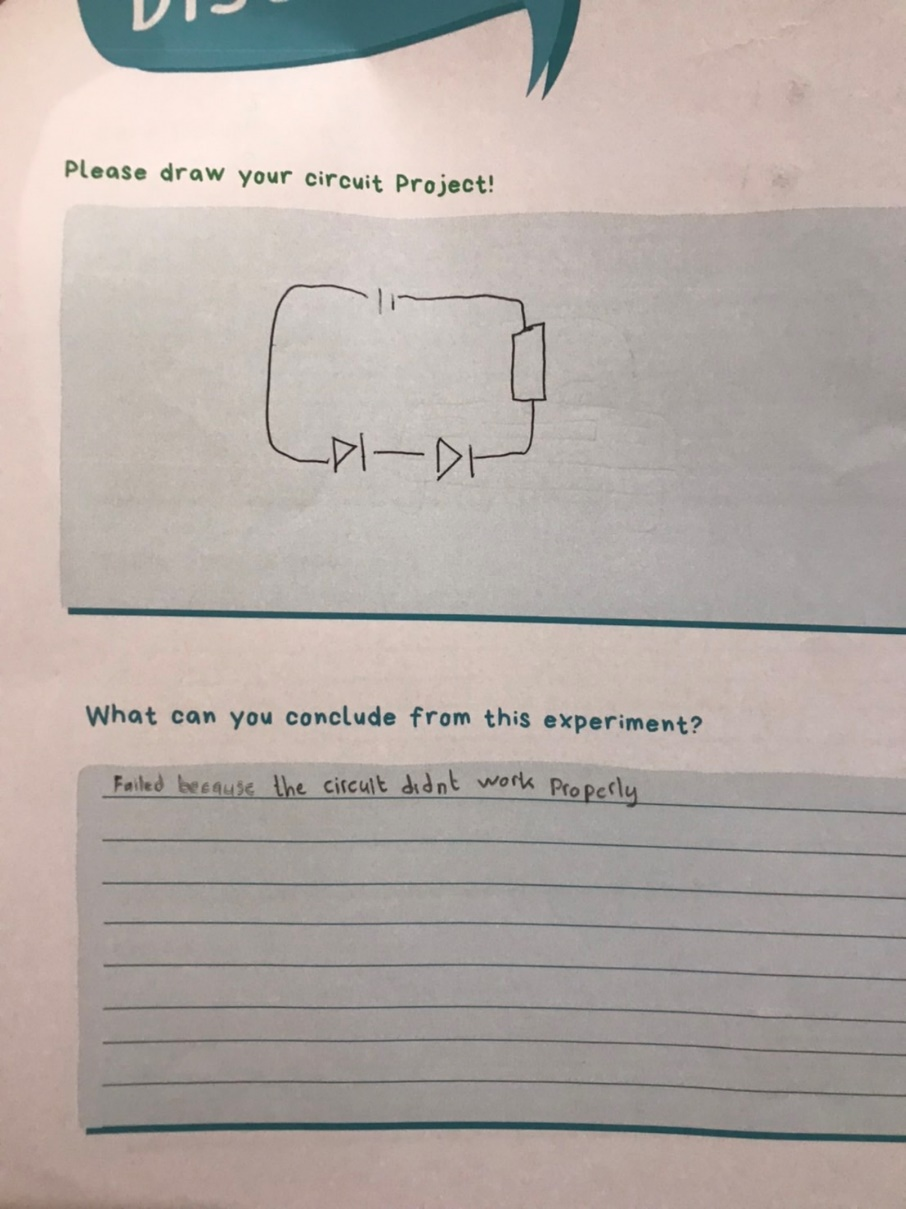 Please draw your circuit Project!
What can you conclude from this experiment?
Failed because the circuit didnt work Properly